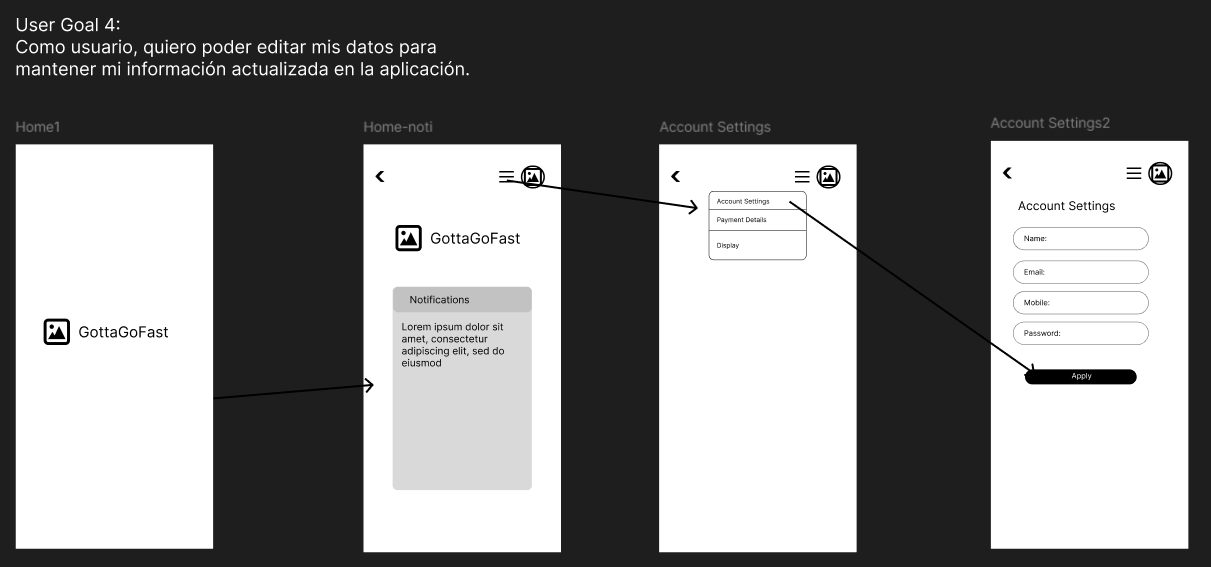 User Goal 4:
Como usuario, quiero poder editar mis datos para
mantener mi información actualizada en la aplicación.
Home1
GottaGoFast
Home-noti
GottaGoFast
Notifications
Lorem ipsum dolor sit
amet, consectetur
adipiscing elit, sed do
eiusmod
Account Settings
Account Settings
Payment Details
Display
Account Settings2
Account Settings
Name:
Email:
Mobile:
Password:
Apply